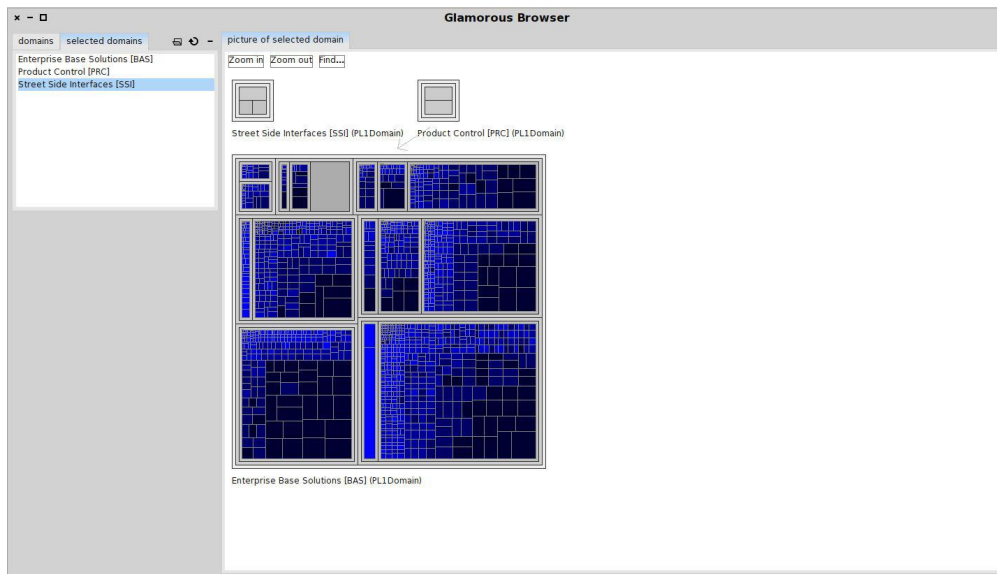 Glamorous Browser
domains selected domains
Enterprise Base Solutions [BAS]
Product Control [PRC]
Street Side Interfaces [SSI]
picture of selected domain
Zoom in Zoom out Find...
Street Side Interfaces [SSI] (PL1Domain) Product Control [PRC] (PL1Domain)
Enterprise Base Solutions [BAS] (PL1Domain)